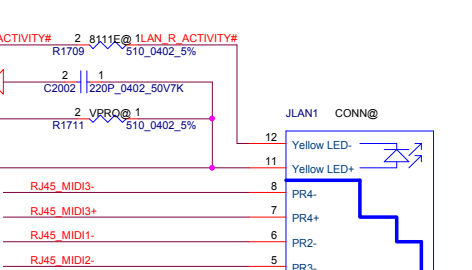 ACTIVITY# 2 8111E@ 1 LAN_R_ACTIVITY#
R1709 510_0402_5%
2 1
C2002 220P_0402_50V7K
2 VPRO@ 1
R1711 510_0402_5%
JLAN1 CONN@
12 Yellow LED-
11 Yellow LED+
RJ45_MIDI3- 8 PR4-
RJ45_MIDI3+ 7 PR4+
RJ45_MIDI1- 6 PR2-
RJ45_MIDI2- 5 PR3-